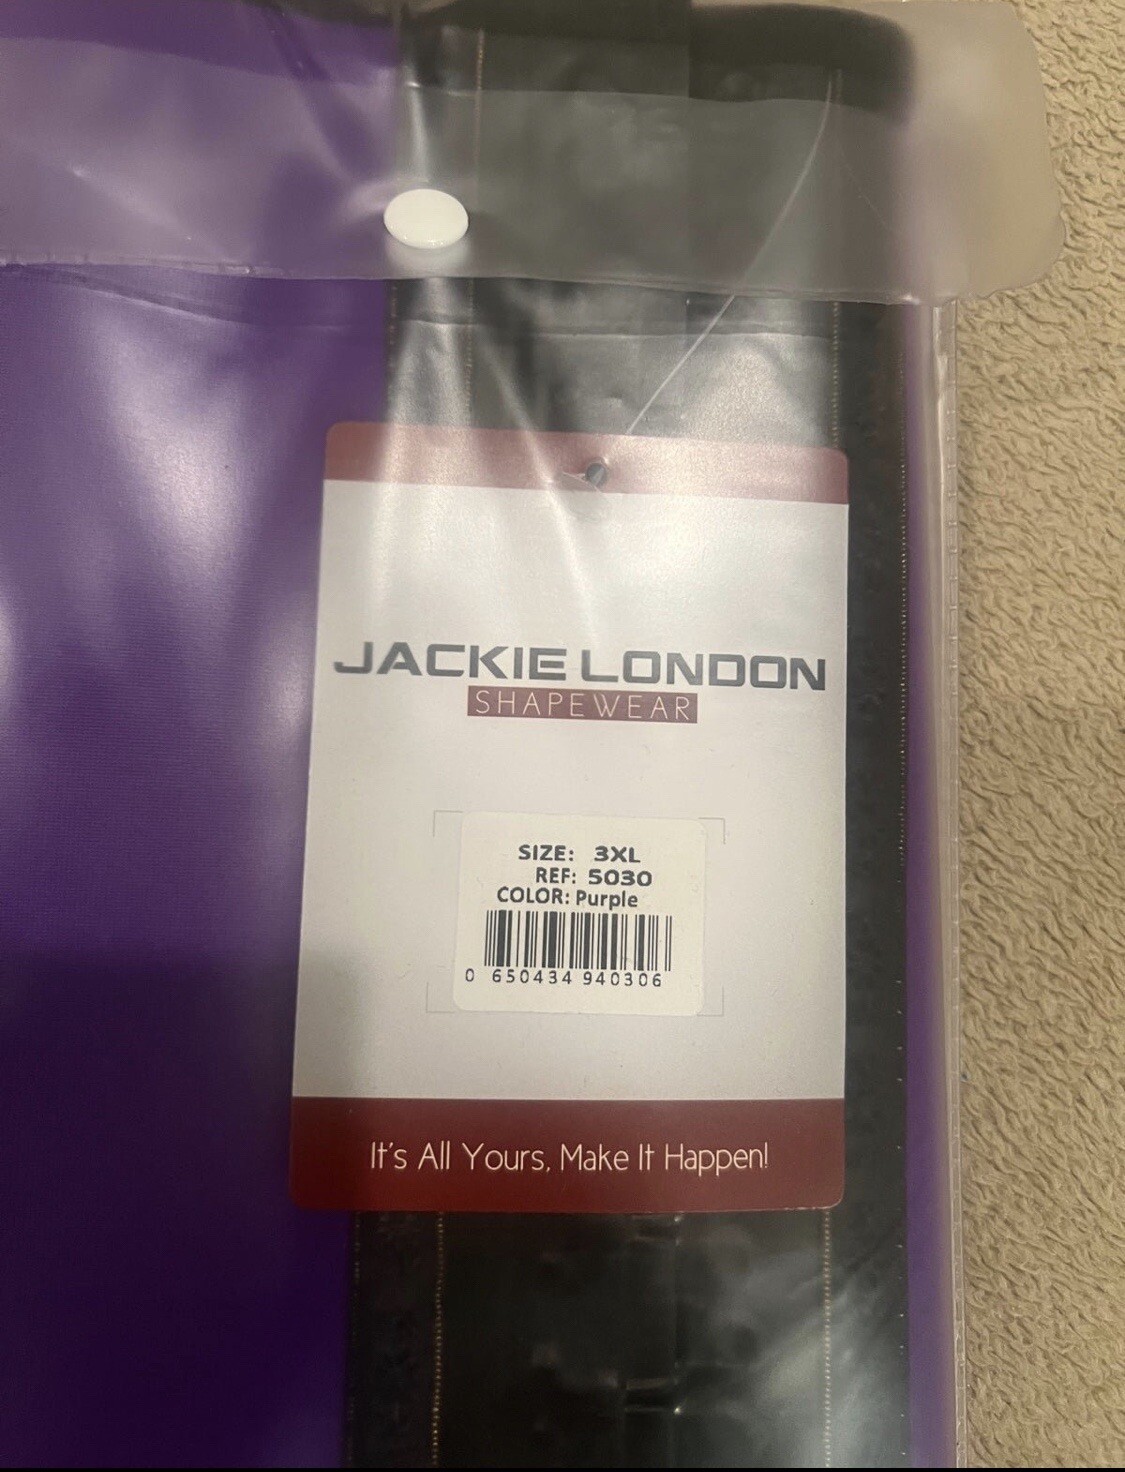 JACKIE LONDON
SHAPEWEAR
SIZE: 3XL
REF: 5030
COLOR: Purple
0 650434 940306
It's All Yours, Make It Happen!